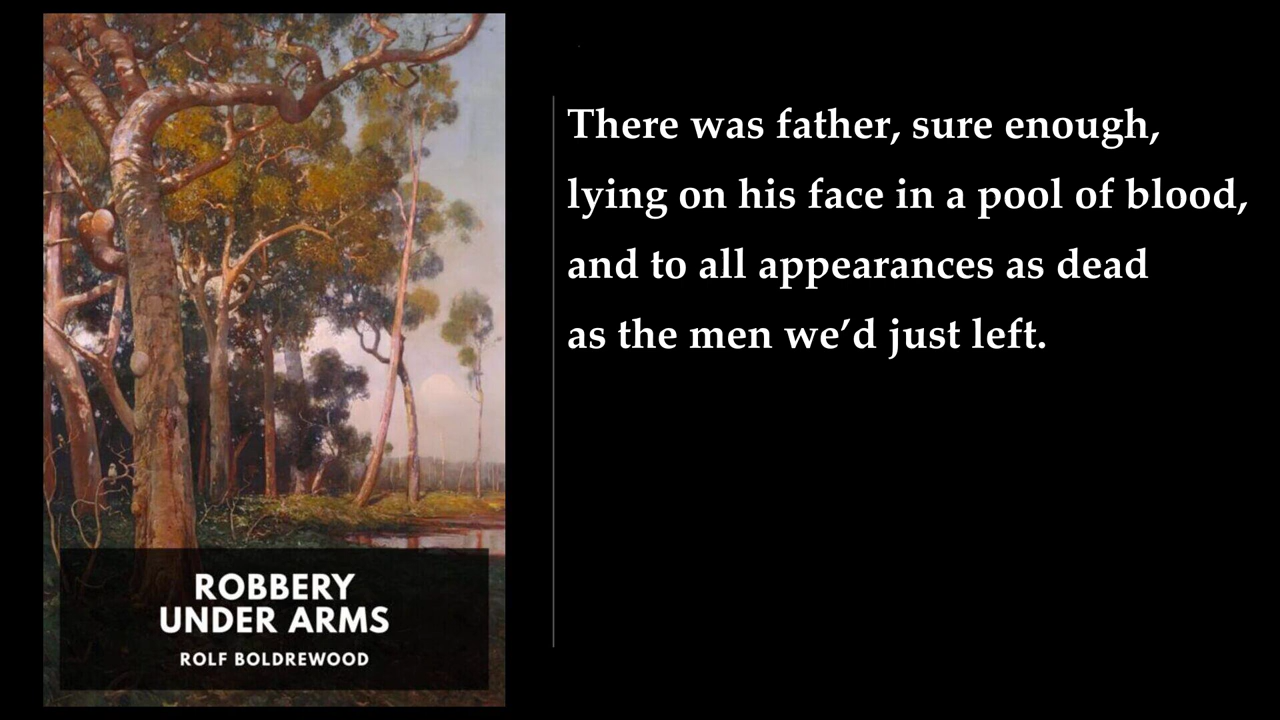 There was father, sure enough,
lying on his face in a pool of blood,
and to all appearances as dead
as the men we’d just left.
ROBBERY
UNDER ARMS
ROLF BOLDREWOOD